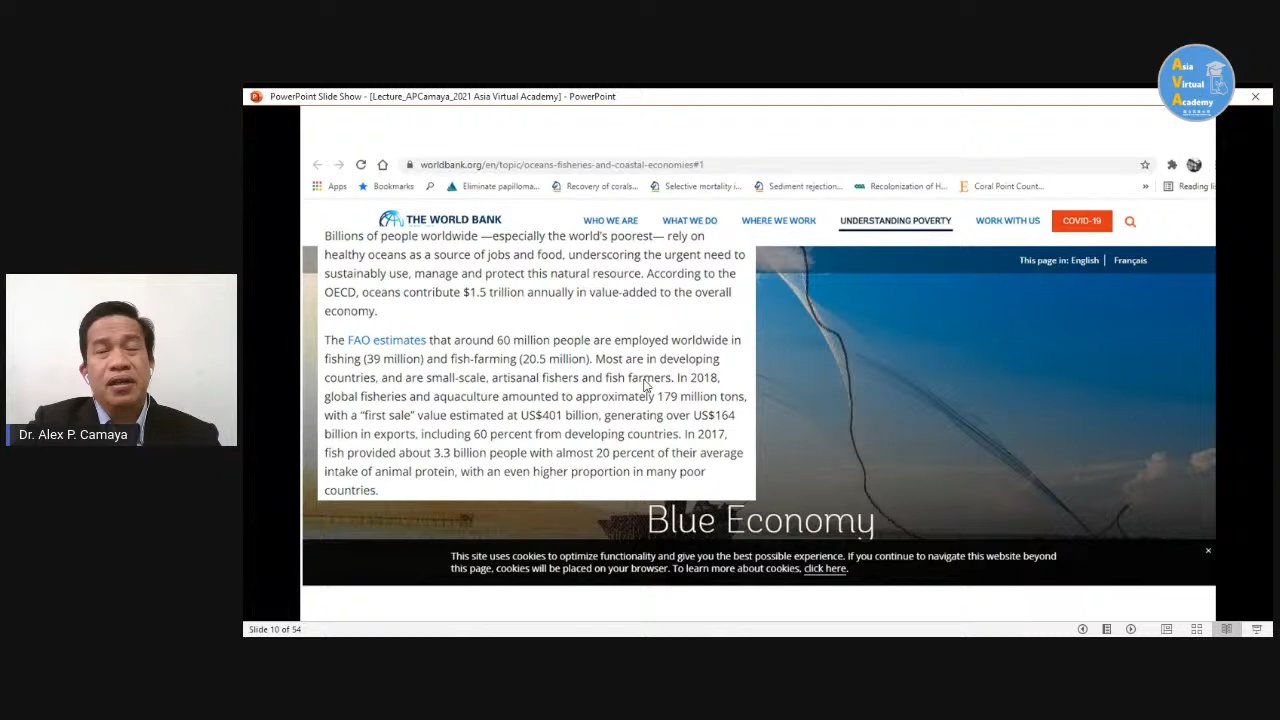 Asia
Virtual
Academy
PowerPoint Slide Show - [Lecture_APCamaya_2021 Asia Virtual Academy] - PowerPoint
worldbank.org/en/topic/oceans-fisheries-and-coastal-economies#1
Apps Bookmarks Eliminate papilloma... Recovery of corals... Selective mortality i... Sediment rejection... Recolonization of H... Coral Point Count... » Reading li
THE WORLD BANK WHO WE ARE WHAT WE DO WHERE WE WORK UNDERSTANDING POVERTY WORK WITH US COVID-19
This page in: English | Français
Billions of people worldwide —especially the world's poorest— rely on
healthy oceans as a source of jobs and food, underscoring the urgent need to
sustainably use, manage and protect this natural resource. According to the
OECD, oceans contribute $1.5 trillion annually in value-added to the overall
economy.
The FAO estimates that around 60 million people are employed worldwide in
fishing (39 million) and fish-farming (20.5 million). Most are in developing
countries, and are small-scale, artisanal fishers and fish farmers. In 2018,
global fisheries and aquaculture amounted to approximately 179 million tons,
with a "first sale" value estimated at US$401 billion, generating over US$164
billion in exports, including 60 percent from developing countries. In 2017,
fish provided about 3.3 billion people with almost 20 percent of their average
intake of animal protein, with an even higher proportion in many poor
countries.
Blue Economy
This site uses cookies to optimize functionality and give you the best possible experience. If you continue to navigate this website beyond
this page, cookies will be placed on your browser. To learn more about cookies, click here.
Dr. Alex P. Camaya
Slide 10 of 54